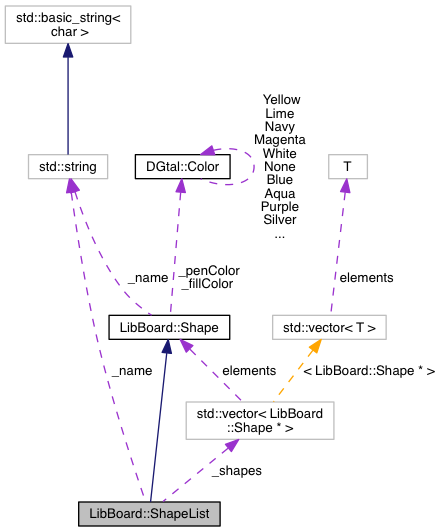 std::basic_string<
char >
Yellow
Lime
Navy
Magenta
White
None
Blue
Aqua
Purple
Silver
...
std::string
DGtal::Color
T
_name
_penColor
_fillColor
elements
LibBoard::Shape
std::vector< T >
_name
elements
< LibBoard::Shape * >
std::vector< LibBoard
::Shape * >
_shapes
LibBoard::ShapeList